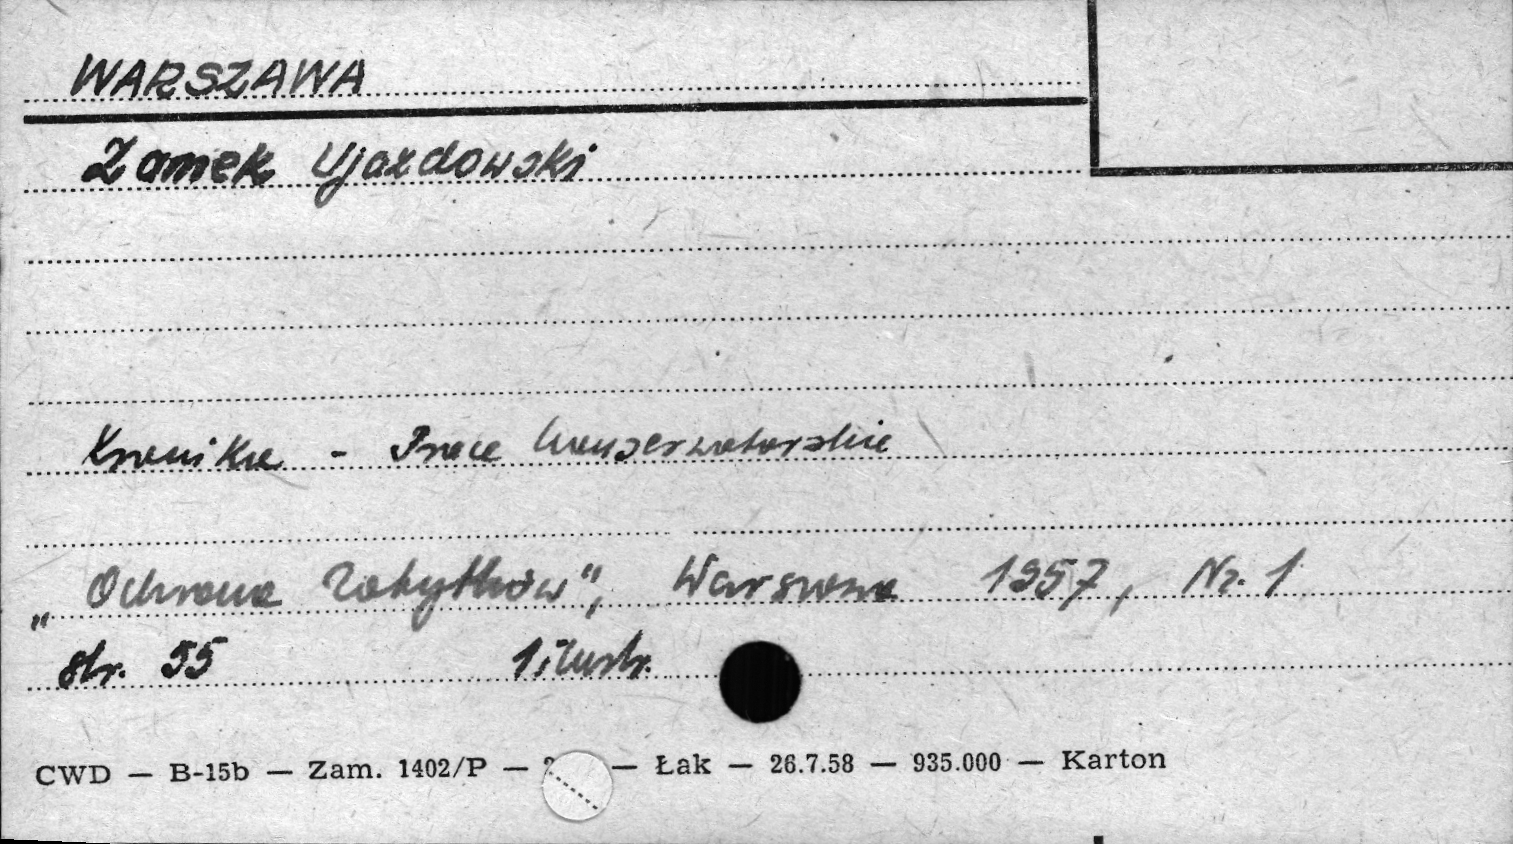 WARSZAWA
Zamek Ujazdowski
Kronika - Prace konserwatorskie
„Ochrona Zabytków", Warszawa 1957, Nr. 1
str. 55 1 ilustr.
CWD — B-15b — Zam. 1402/P — — Łak — 26.7.58 — 935.000 — Karton